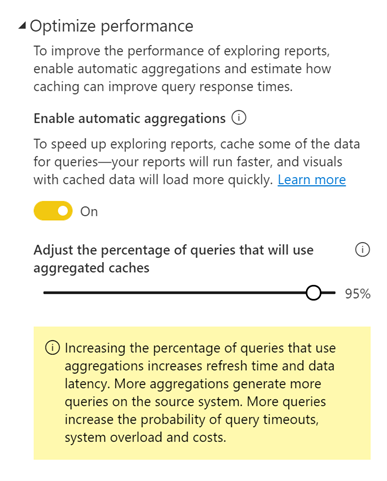 Optimize performance
To improve the performance of exploring reports,
enable automatic aggregations and estimate how
caching can improve query response times.
Enable automatic aggregations
To speed up exploring reports, cache some of the data
for queries—your reports will run faster, and visuals
with cached data will load more quickly. Learn more
On
Adjust the percentage of queries that will use
aggregated caches
95%
Increasing the percentage of queries that use
aggregations increases refresh time and data
latency. More aggregations generate more
queries on the source system. More queries
increase the probability of query timeouts,
system overload and costs.